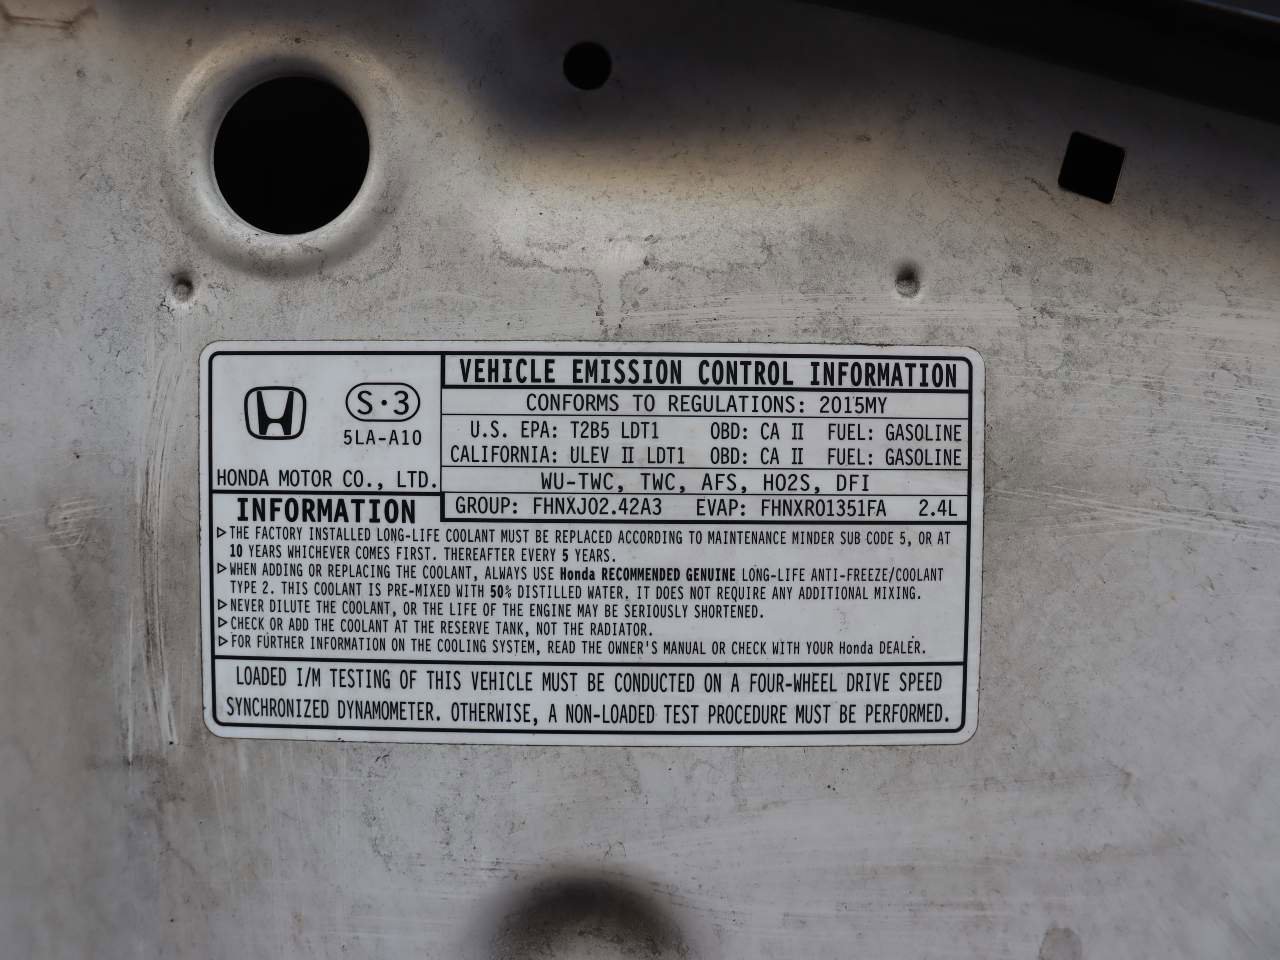 S·3
5LA-A10
HONDA MOTOR CO., LTD.
VEHICLE EMISSION CONTROL INFORMATION
CONFORMS TO REGULATIONS: 2015MY
U.S. EPA: T2B5 LDT1 OBD: CA II FUEL: GASOLINE
CALIFORNIA: ULEV II LDT1 OBD: CA II FUEL: GASOLINE
WU-TWC, TWC, AFS, HO2S, DFI
GROUP: FHNXJ02.42A3 EVAP: FHNXR01351FA 2.4L
INFORMATION
▷THE FACTORY INSTALLED LONG-LIFE COOLANT MUST BE REPLACED ACCORDING TO MAINTENANCE MINDER SUB CODE 5, OR AT
10 YEARS WHICHEVER COMES FIRST. THEREAFTER EVERY 5 YEARS.
▷WHEN ADDING OR REPLACING THE COOLANT, ALWAYS USE Honda RECOMMENDED GENUINE LONG-LIFE ANTI-FREEZE/COOLANT
TYPE 2. THIS COOLANT IS PRE-MIXED WITH 50% DISTILLED WATER. IT DOES NOT REQUIRE ANY ADDITIONAL MIXING.
▷NEVER DILUTE THE COOLANT, OR THE LIFE OF THE ENGINE MAY BE SERIOUSLY SHORTENED.
▷CHECK OR ADD THE COOLANT AT THE RESERVE TANK, NOT THE RADIATOR.
▷FOR FURTHER INFORMATION ON THE COOLING SYSTEM, READ THE OWNER'S MANUAL OR CHECK WITH YOUR Honda DEALER.
LOADED I/M TESTING OF THIS VEHICLE MUST BE CONDUCTED ON A FOUR-WHEEL DRIVE SPEED
SYNCHRONIZED DYNAMOMETER. OTHERWISE, A NON-LOADED TEST PROCEDURE MUST BE PERFORMED.